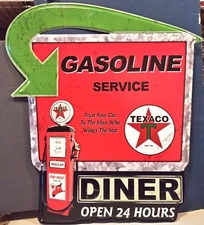 GASOLINE
SERVICE
Trust Your Car
To The Man Who
Wears The Star
TEXACO
T
DINER
OPEN 24 HOURS